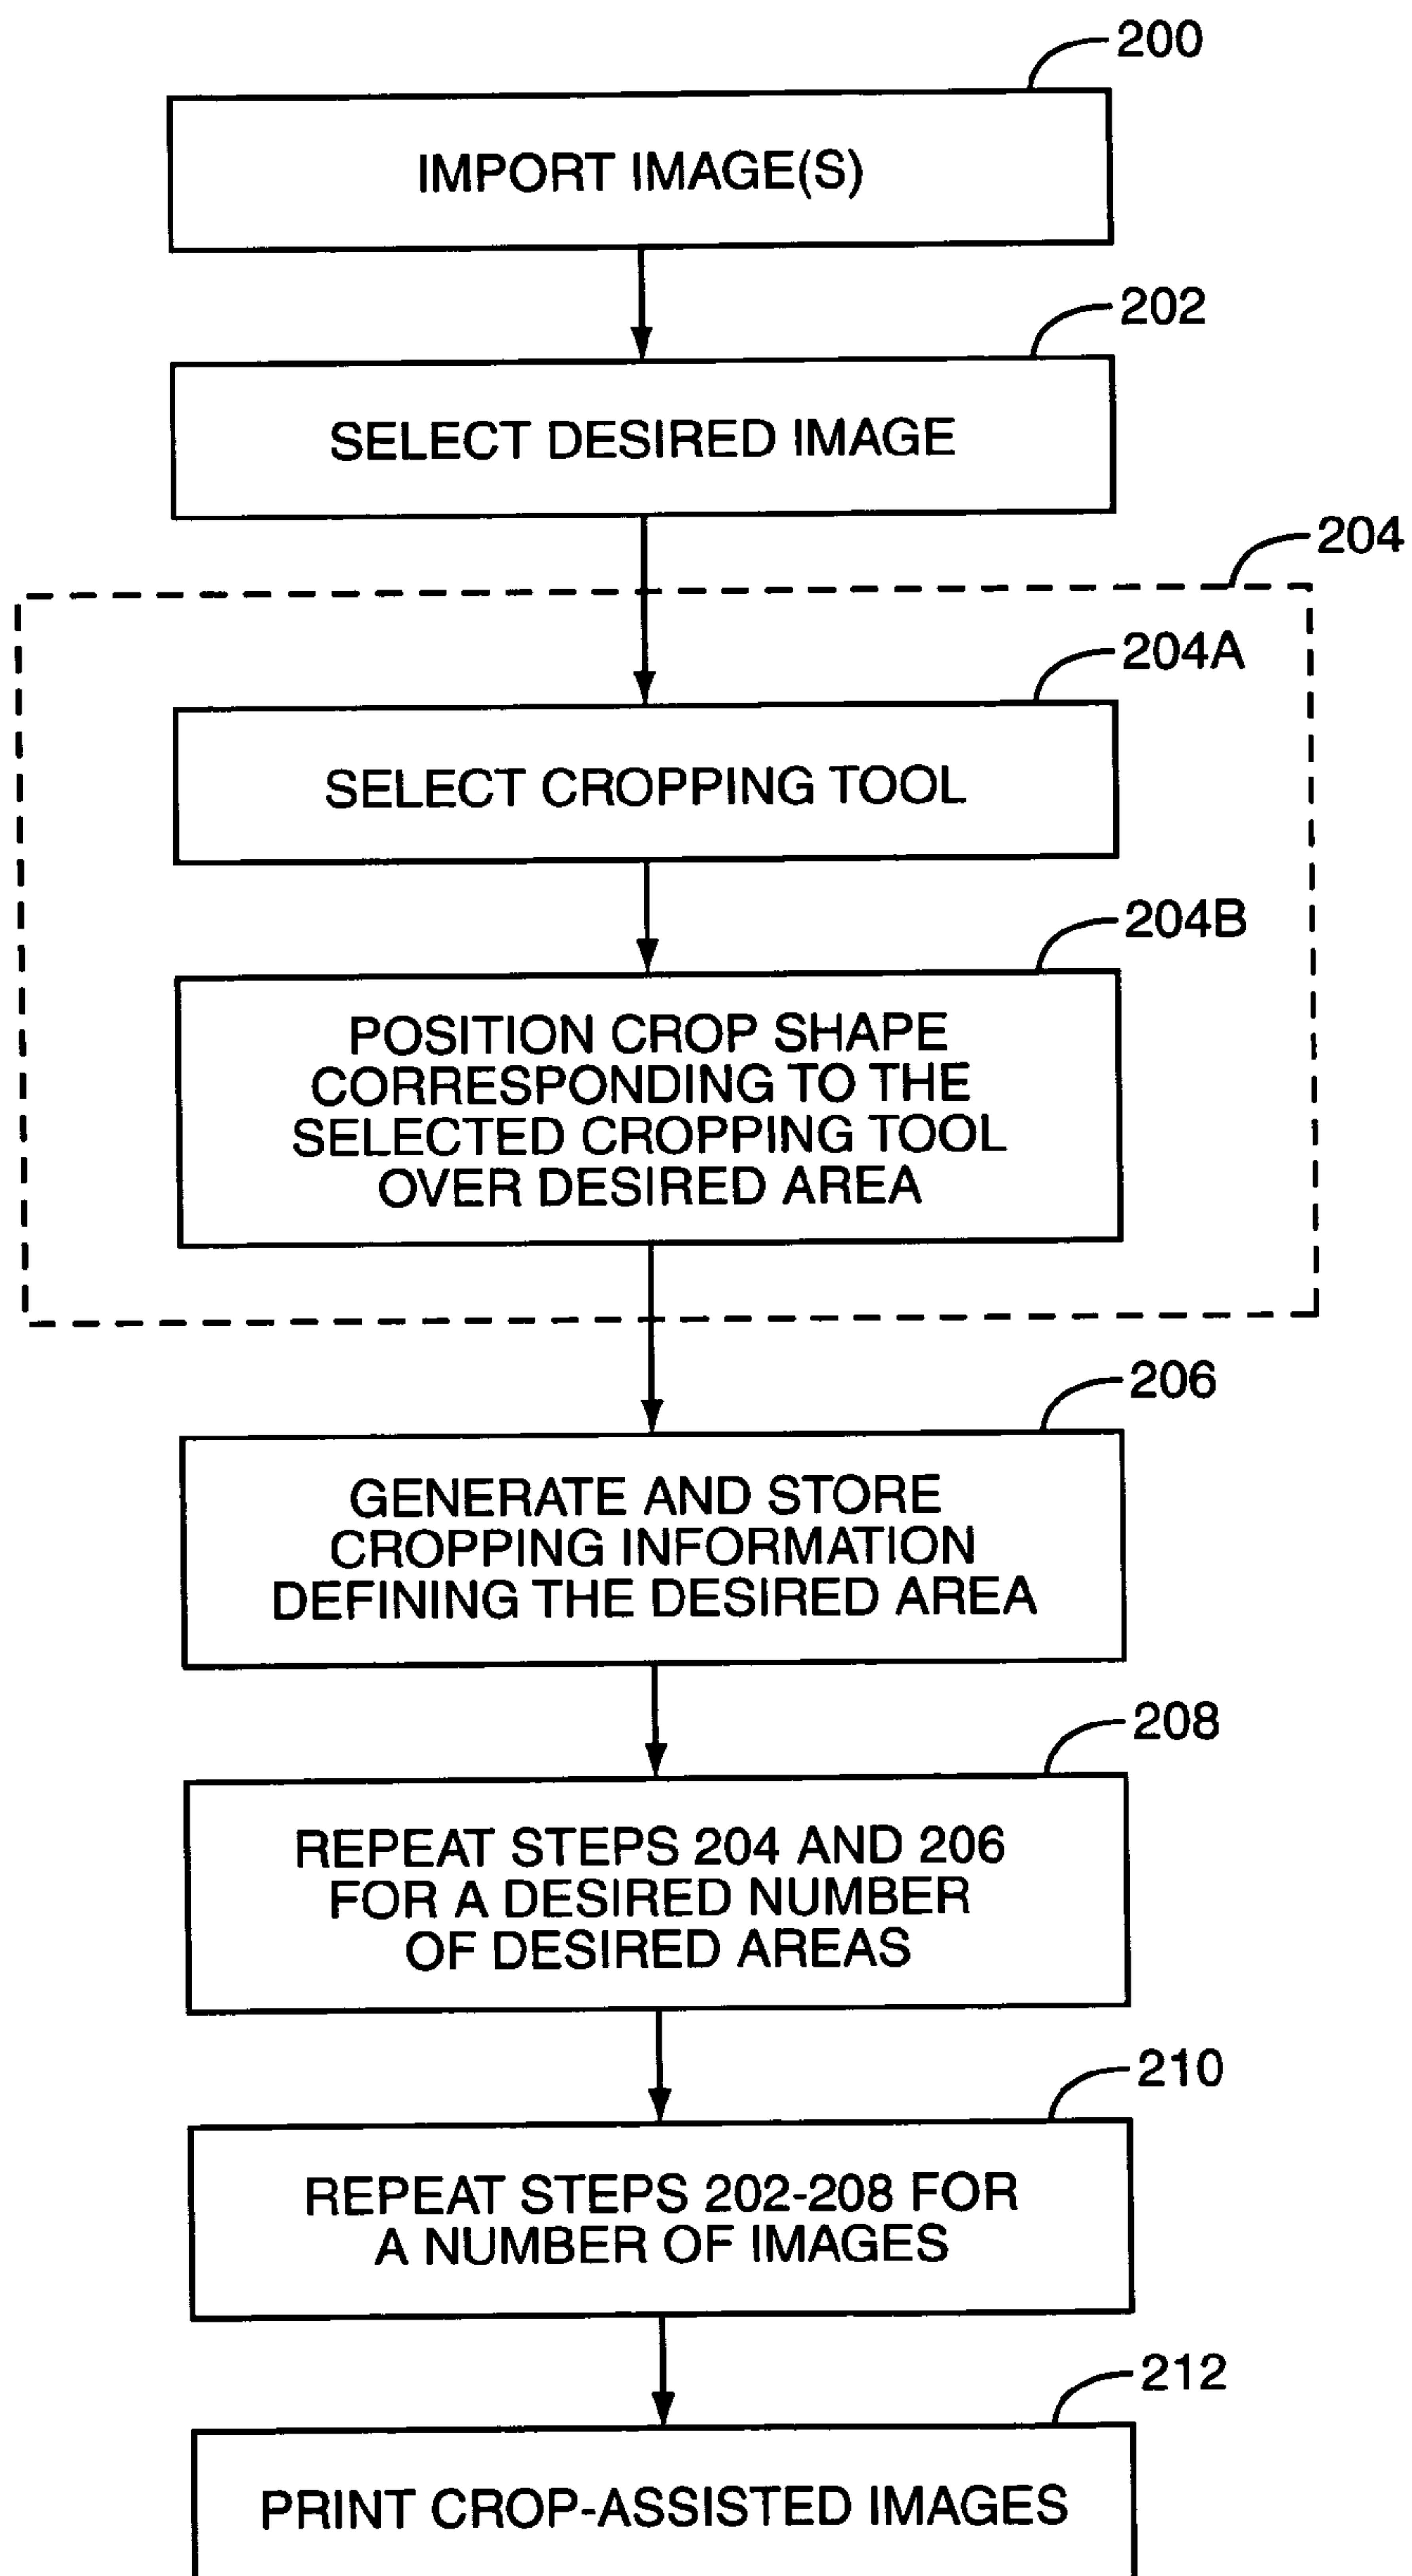 200
IMPORT IMAGE(S)
202
SELECT DESIRED IMAGE
204
204A
SELECT CROPPING TOOL
204B
POSITION CROP SHAPE
CORRESPONDING TO THE
SELECTED CROPPING TOOL
OVER DESIRED AREA
206
GENERATE AND STORE
CROPPING INFORMATION
DEFINING THE DESIRED AREA
208
REPEAT STEPS 204 AND 206
FOR A DESIRED NUMBER
OF DESIRED AREAS
210
REPEAT STEPS 202-208 FOR
A NUMBER OF IMAGES
212
PRINT CROP-ASSISTED IMAGES